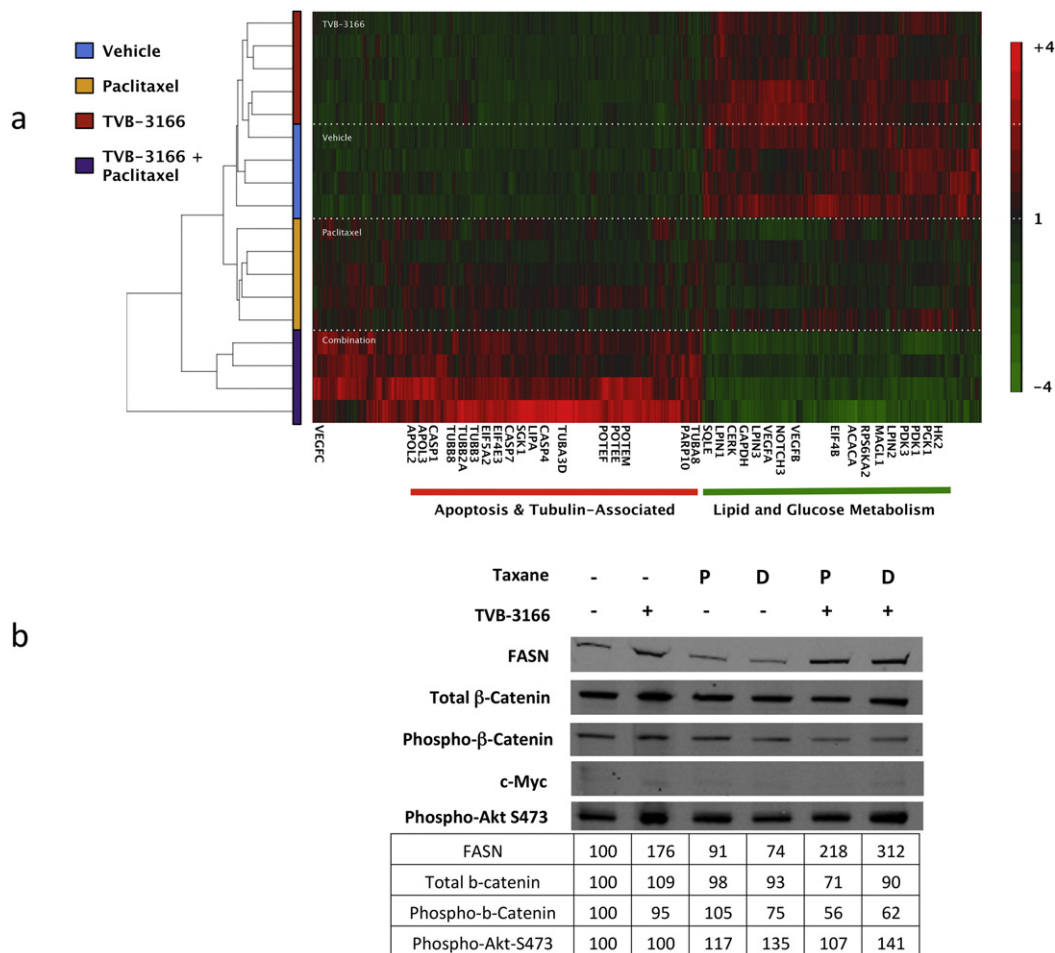 a
Vehicle
Paclitaxel
TVB-3166
TVB-3166 +
Paclitaxel
TVB-3166
Vehicle
Paclitaxel
Combination
+4
1
-4
VEGFC
APOL2
APOL3
CASP1
TUBB8
TUBB2A
TUBB3
EIF5A2
EIF4E3
CASP7
SGK1
LIPA
CASP4
TUBA3D
POTEF
POTEE
POTEM
PARP10
TUBA8
SQLE
LPIN1
CERK
GAPDH
LPIN3
VEGFA
NOTCH3
VEGFB
EIF4B
ACACA
RPS6KA2
MAGL1
LPIN2
PDK3
PDK1
PGK1
HK2
Apoptosis & Tubulin-Associated
Lipid and Glucose Metabolism
b
Taxane - - P D P D
TVB-3166 - + - - + +
FASN
Total β-Catenin
Phospho-β-Catenin
c-Myc
Phospho-Akt S473
FASN 100 176 91 74 218 312
Total b-catenin 100 109 98 93 71 90
Phospho-b-Catenin 100 95 105 75 56 62
Phospho-Akt-S473 100 100 117 135 107 141